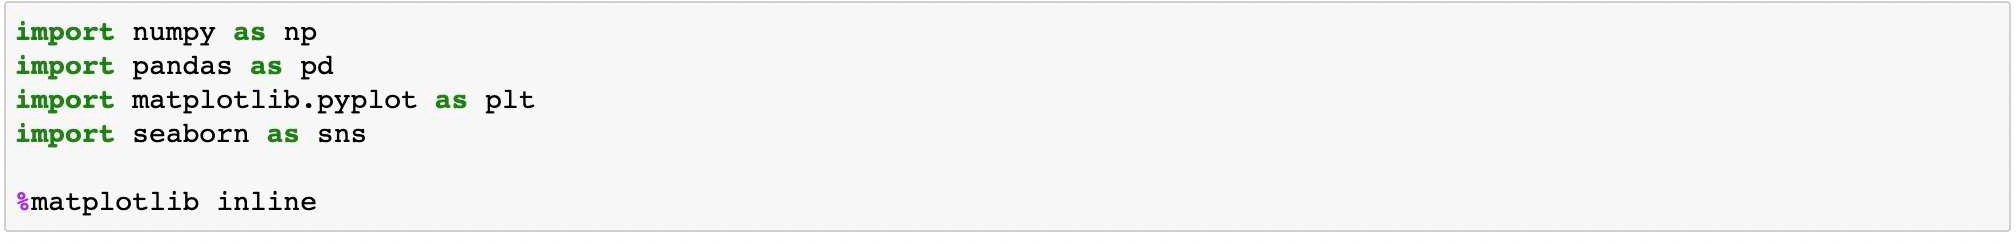 import numpy as np
import pandas as pd
import matplotlib.pyplot as plt
import seaborn as sns
%matplotlib inline